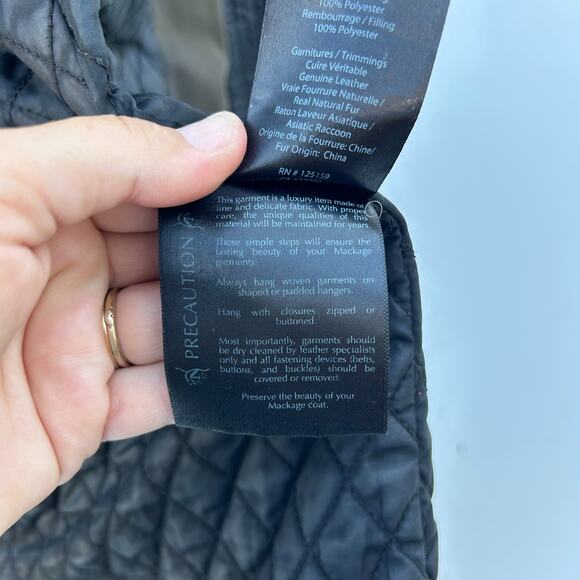 100% Polyester
Rembourrage / Filling
100% Polyester
Garnitures / Trimmings
Cuire Véritable
Genuine Leather
Vraie Fourrure Naturelle /
Real Natural Fur
Raton Laveur Asiatique /
Asiatic Raccoon
Origine de la Fourrure: Chine/
Fur Origin: China
RN # 125159
PRECAUTION
This garment is a luxury item made of
fine and delicate fabric. With proper
care, the unique qualities of this
material will be maintained for years.
These simple steps will ensure the
lasting beauty of your Mackage
garments:
Always hang woven garments on
shaped or padded hangers.
Hang with closures zipped or
buttoned.
Most importantly, garments should
be dry cleaned by leather specialists
only and all fastening devices (belts,
buttons, and buckles) should be
covered or removed.
Preserve the beauty of your
Mackage coat.